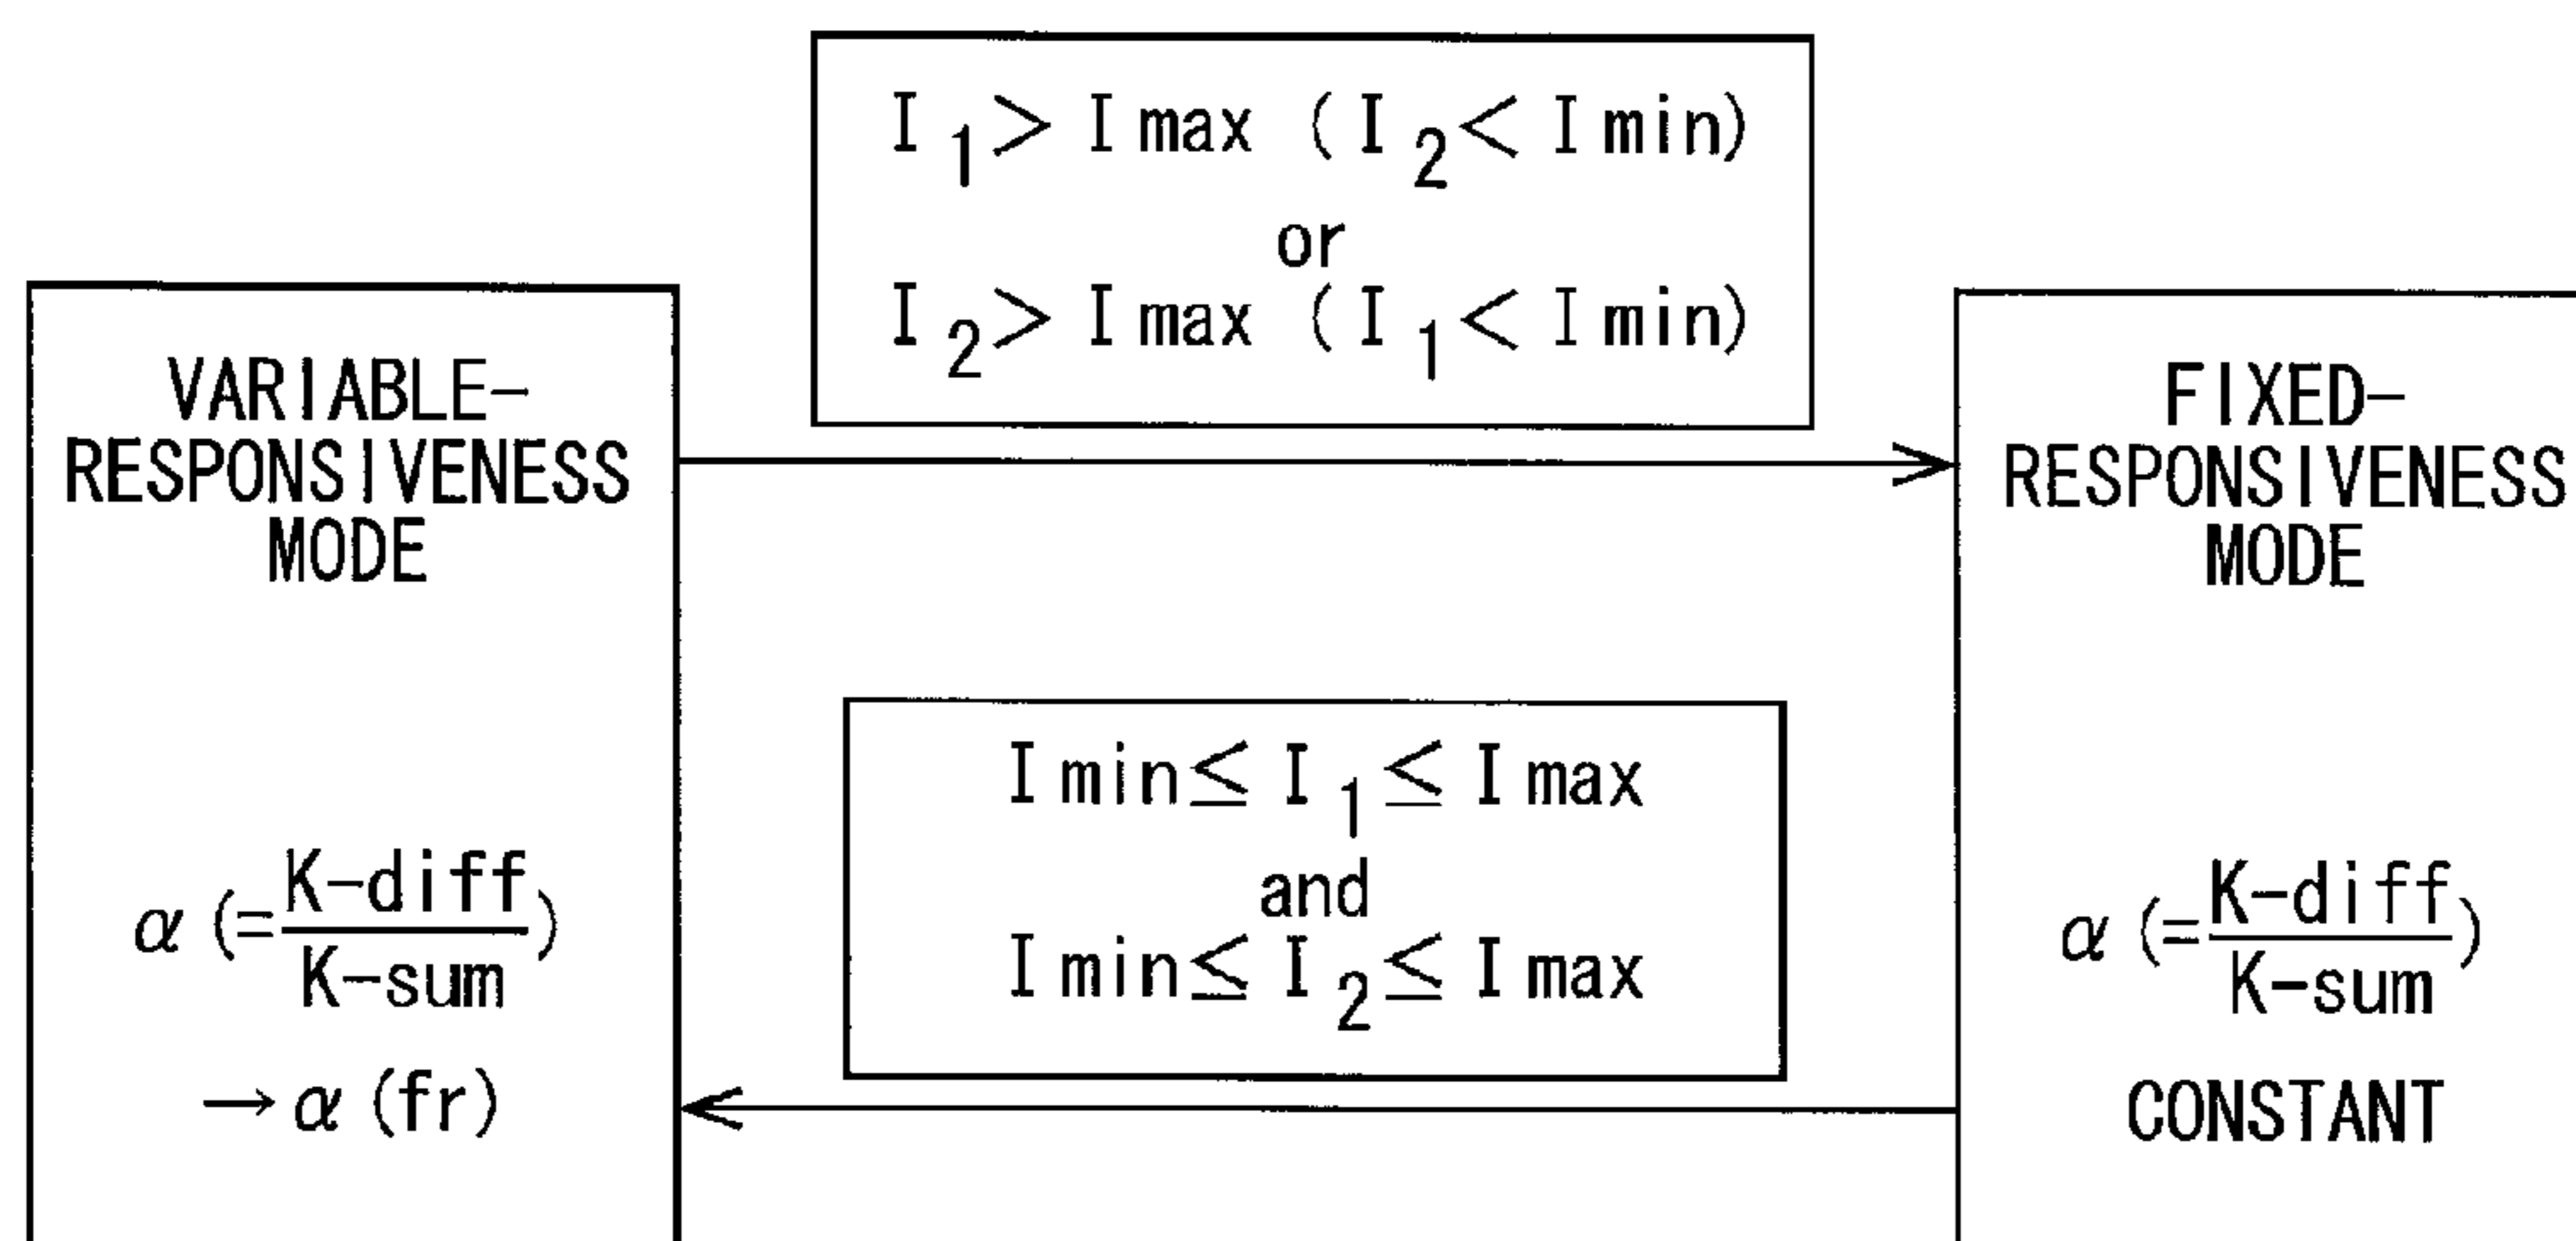 I₁ > Imax (I₂ < Imin)
or
I₂ > Imax (I₁ < Imin)
VARIABLE-
RESPONSIVENESS
MODE
FIXED-
RESPONSIVENESS
MODE
Imin ≦ I₁ ≦ Imax
and
Imin ≦ I₂ ≦ Imax
α (=K-diff/K-sum)
→ α (fr)
α (=K-diff/K-sum)
CONSTANT